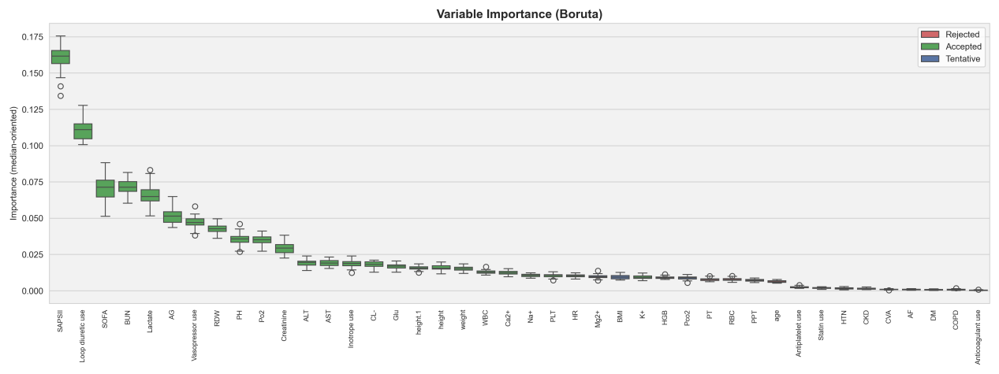 Variable Importance (Boruta)
Rejected
Accepted
Tentative
Importance (median-oriented)
0.175
0.150
0.125
0.100
0.075
0.050
0.025
0.000
SAPSII
Loop diuretic use
SOFA
BUN
Lactate
AG
Vasopressor use
RDW
PH
Po2
Creatinine
ALT
AST
Inotrope use
CL-
Glu
height.1
height
weight
WBC
Ca2+
Na+
PLT
HR
Mg2+
BMI
K+
HGB
Pco2
PT
RBC
PPT
age
Antiplatelet use
Statin use
HTN
CKD
CVA
AF
DM
COPD
Anticoagulant use